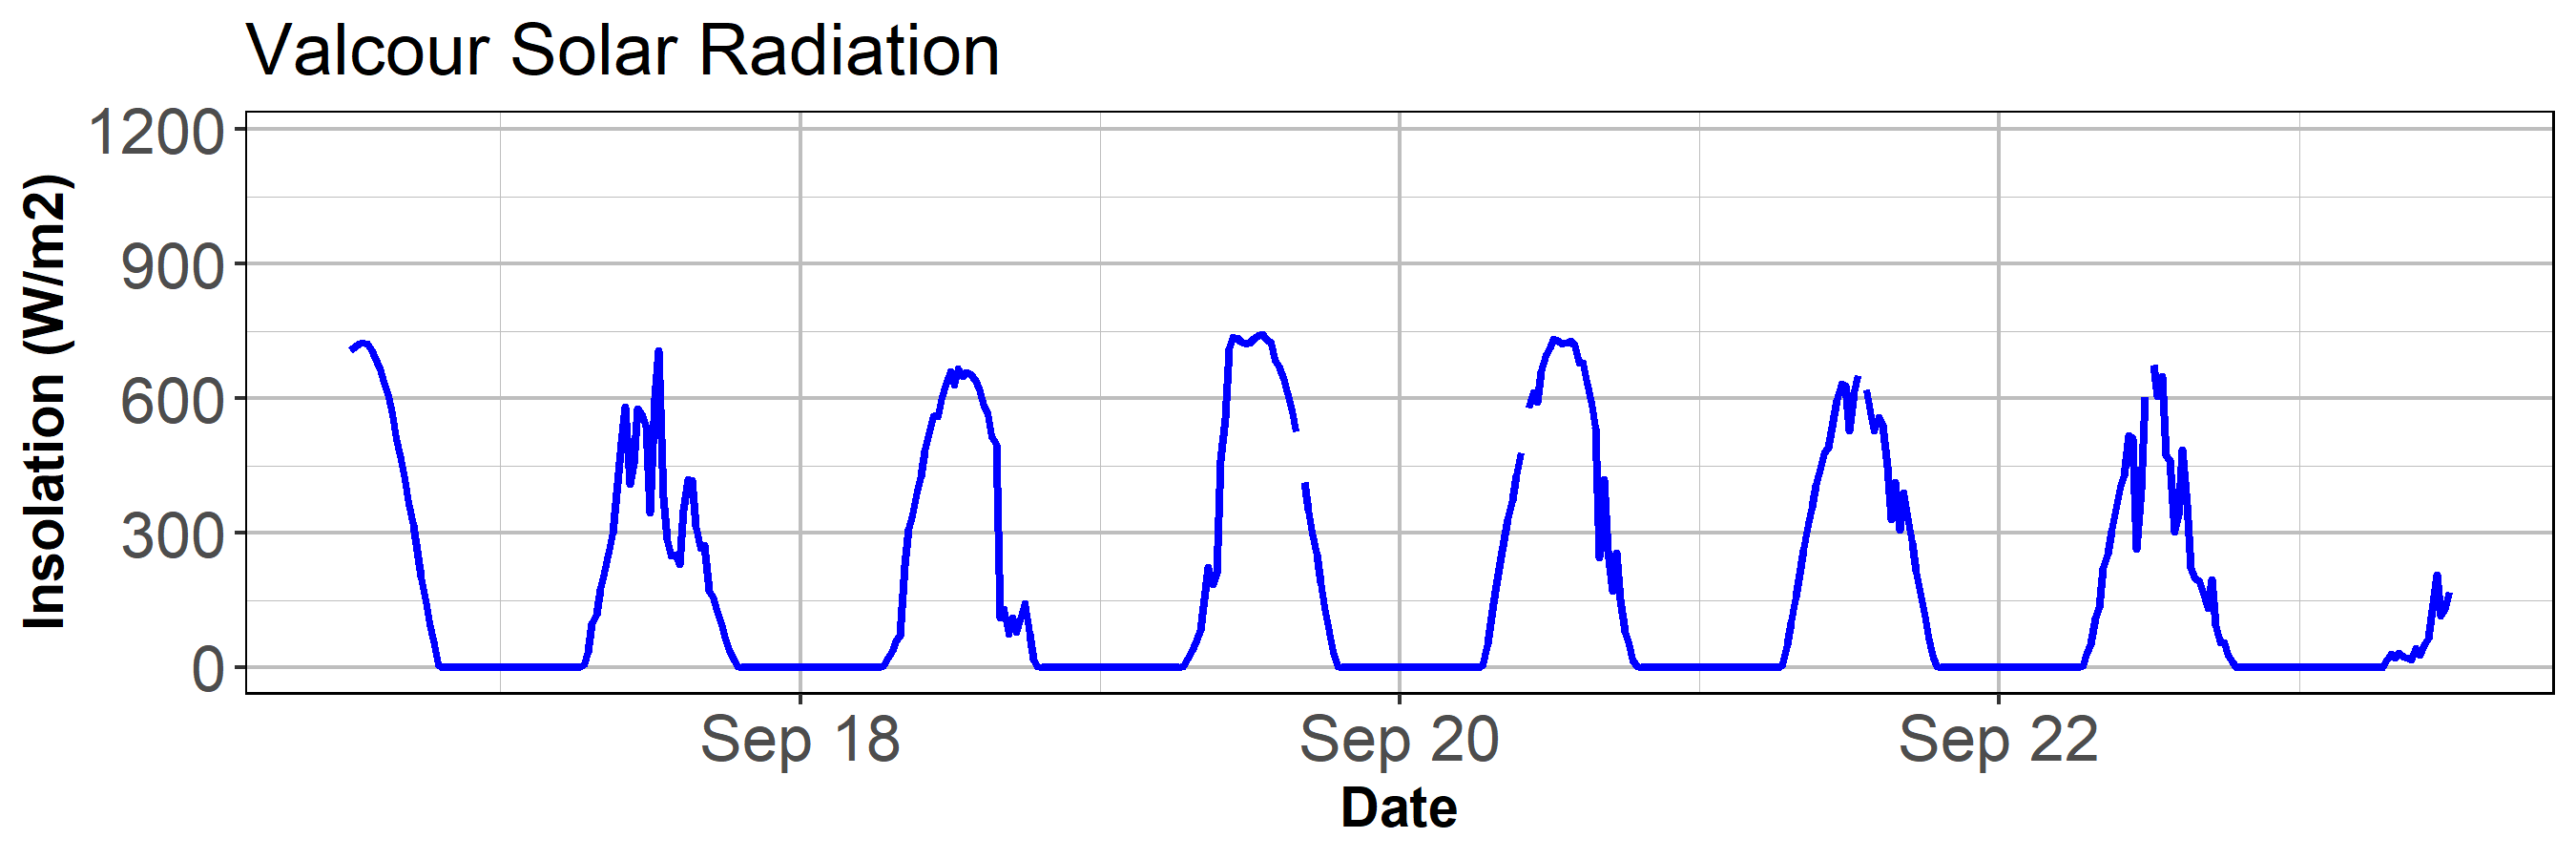 Valcour Solar Radiation
Insolation (W/m2)
1200
900
600
300
0
Sep 18 Sep 20 Sep 22
Date